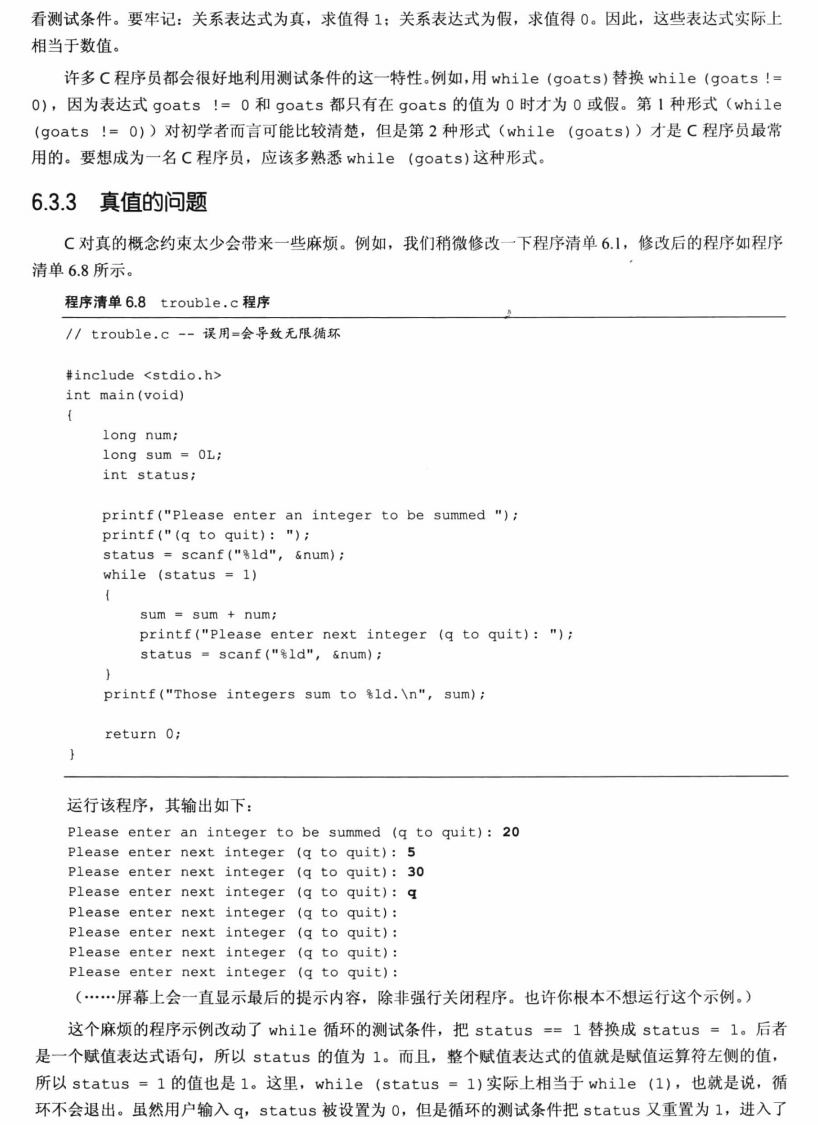 看测试条件。要牢记：关系表达式为真，求值得 1；关系表达式为假，求值得 0。因此，这些表达式实际上
相当于数值。
许多 C 程序员都会很好地利用测试条件的这一特性。例如，用 while (goats) 替换 while (goats !=
0)，因为表达式 goats != 0 和 goats 都只有在 goats 的值为 0 时才为 0 或假。第 1 种形式（while
(goats != 0)）对初学者而言可能比较清楚，但是第 2 种形式（while (goats)）才是 C 程序员最常
用的。要想成为一名 C 程序员，应该多熟悉 while (goats)这种形式。
6.3.3 真值的问题
C 对真的概念约束太少会带来一些麻烦。例如，我们稍微修改一下程序清单 6.1，修改后的程序如程序
清单 6.8 所示。
程序清单 6.8 trouble.c 程序
// trouble.c -- 误用=会导致无限循环
#include <stdio.h>
int main(void)
{
long num;
long sum = 0L;
int status;
printf("Please enter an integer to be summed ");
printf("(q to quit): ");
status = scanf("%ld", &num);
while (status = 1)
{
sum = sum + num;
printf("Please enter next integer (q to quit): ");
status = scanf("%ld", &num);
}
printf("Those integers sum to %ld.\n", sum);
return 0;
}
运行该程序，其输出如下：
Please enter an integer to be summed (q to quit): 20
Please enter next integer (q to quit): 5
Please enter next integer (q to quit): 30
Please enter next integer (q to quit): q
Please enter next integer (q to quit):
Please enter next integer (q to quit):
Please enter next integer (q to quit):
Please enter next integer (q to quit):
（……屏幕上会一直显示最后的提示内容，除非强行关闭程序。也许你根本不想运行这个示例。）
这个麻烦的程序示例改动了 while 循环的测试条件，把 status == 1 替换成 status = 1。后者
是一个赋值表达式语句，所以 status 的值为 1。而且，整个赋值表达式的值就是赋值运算符左侧的值，
所以 status = 1 的值也是 1。这里，while (status = 1)实际上相当于 while (1)，也就是说，循
环不会退出。虽然用户输入 q，status 被设置为 0，但是循环的测试条件把 status 又重置为 1，进入了